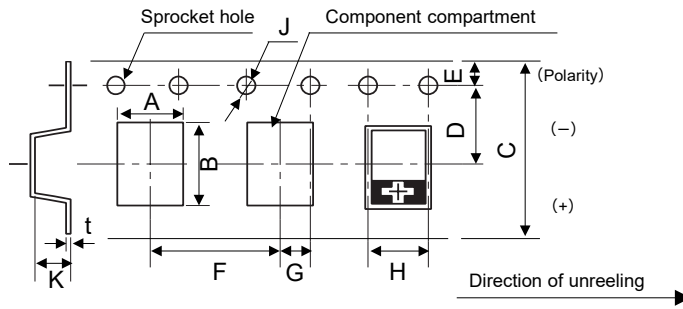 Sprocket hole
J
Component compartment
E
(Polarity)
A
D
B
C
(−)
(+)
t
K
F
G
H
Direction of unreeling